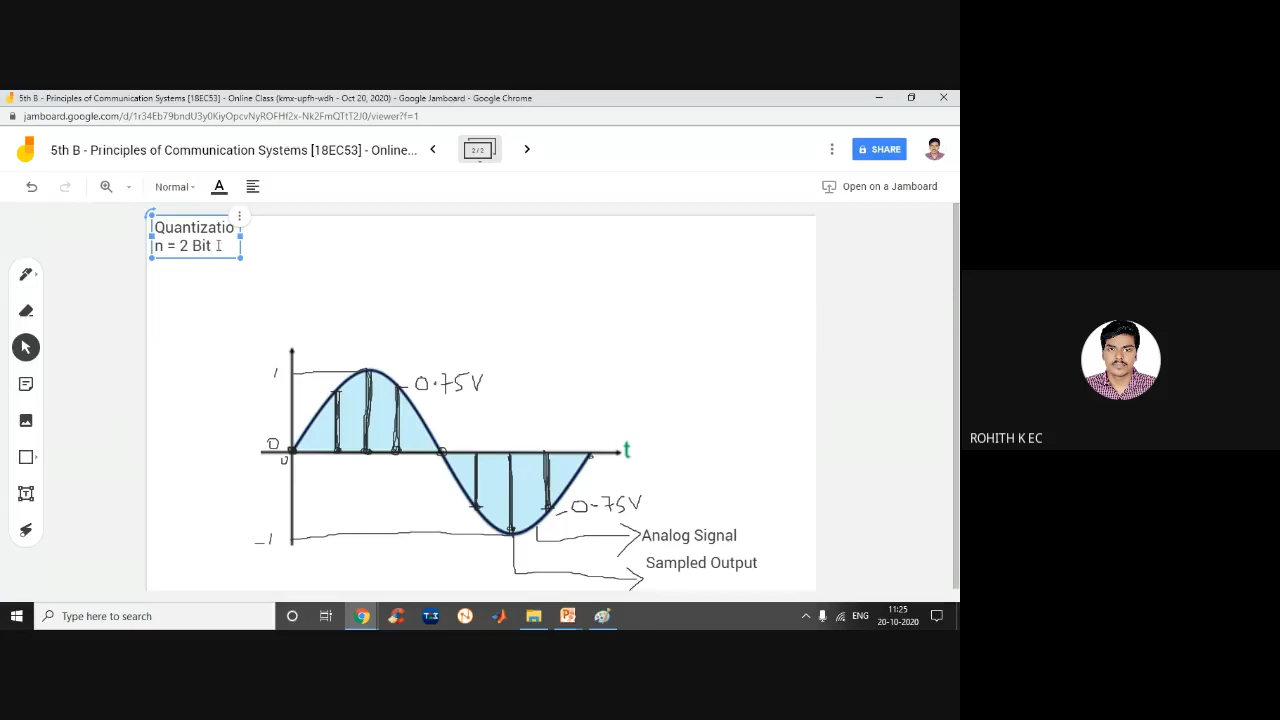 5th B - Principles of Communication Systems [18EC53] - Online Class (kmx-upfh-wdh - Oct 20, 2020) - Google Jamboard - Google Chrome
jamboard.google.com/d/1r34Eb79bndU3y0KiyOpcvNyROFHf2x-Nk2FmQTtT2J0/viewer?f=1
5th B - Principles of Communication Systems [18EC53] - Online...
2 / 2
SHARE
Normal
A
Open on a Jamboard
Quantizatio
n = 2 Bit
1
0.75V
0
0
t
-0.75V
-1
Analog Signal
Sampled Output
ROHITH K EC
Type here to search
ENG
11:25
20-10-2020